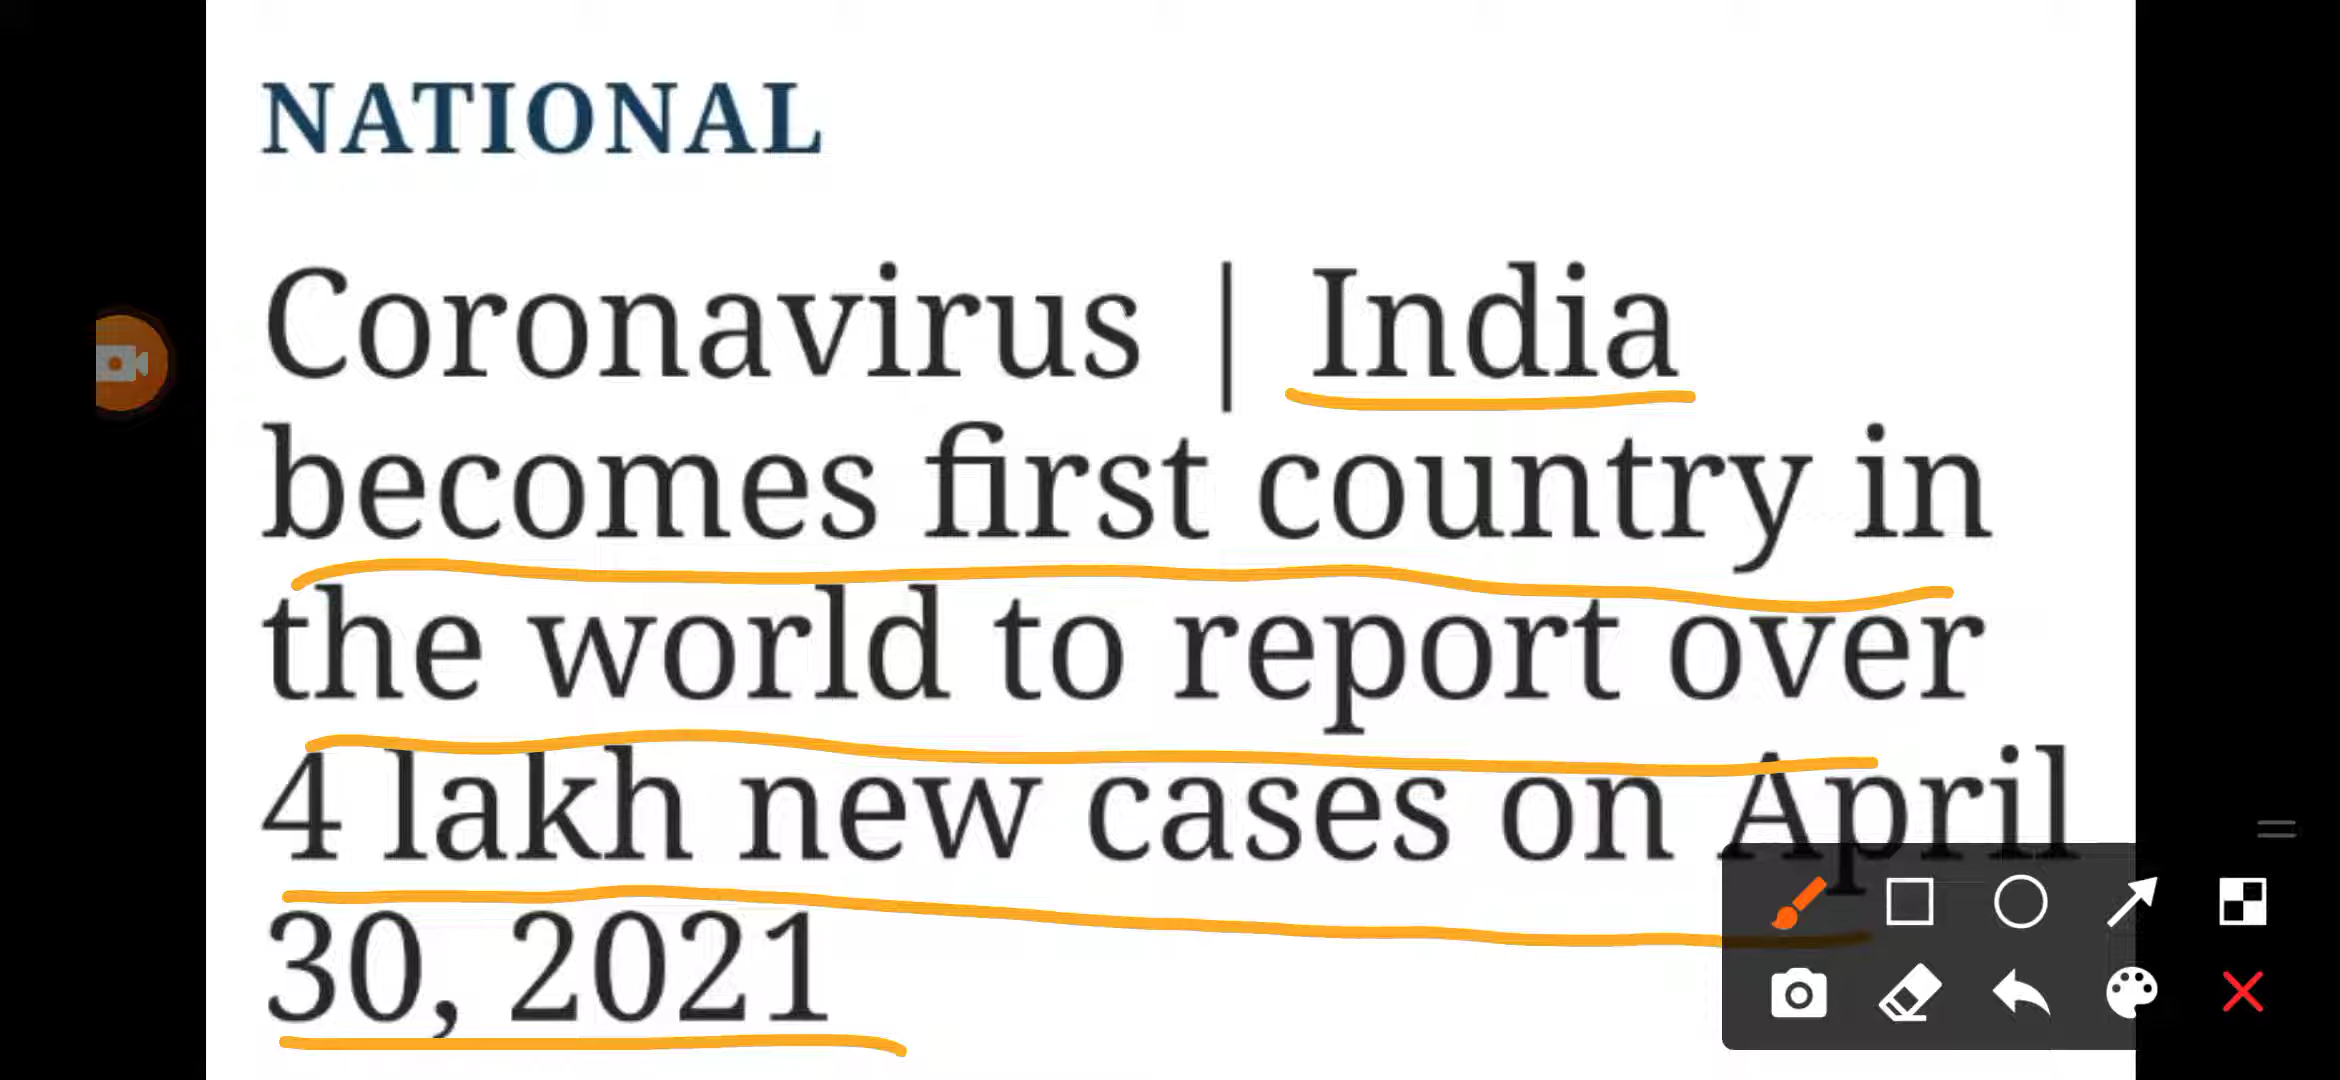 NATIONAL
Coronavirus | India
becomes first country in
the world to report over
4 lakh new cases on April
30, 2021